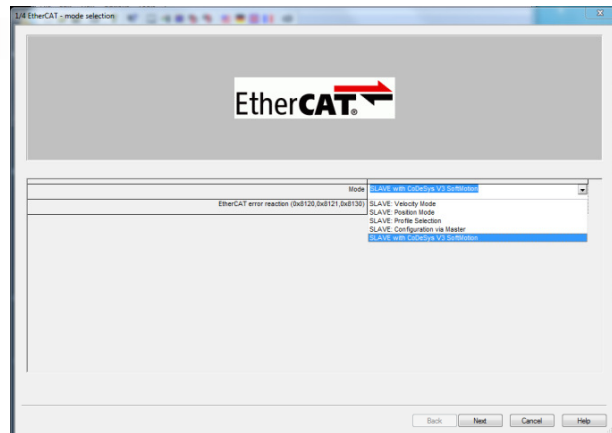 1/4 EtherCAT - mode selection
EtherCAT®
Mode
SLAVE with CoDeSys V3 SoftMotion
EtherCAT error reaction (0x8120,0x8121,0x8130)
SLAVE: Velocity Mode
SLAVE: Position Mode
SLAVE: Profile Selection
SLAVE: Configuration via Master
SLAVE with CoDeSys V3 SoftMotion
Back
Next
Cancel
Help